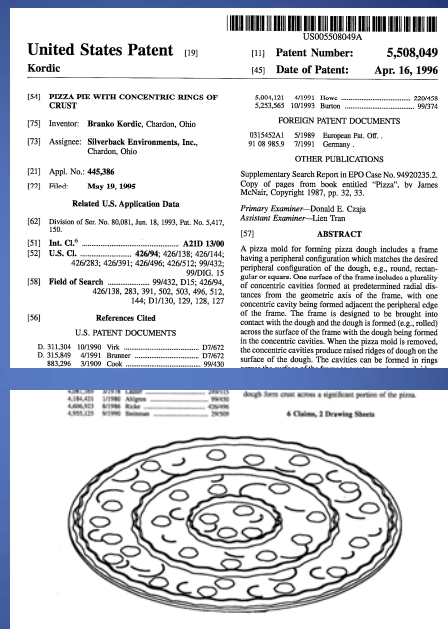 US005508049A
United States Patent [19]
Kordic
[11] Patent Number: 5,508,049
[45] Date of Patent: Apr. 16, 1996
[54] PIZZA PIE WITH CONCENTRIC RINGS OF
CRUST
[75] Inventor: Branko Kordic, Chardon, Ohio
[73] Assignee: Silverback Environments, Inc.,
Chardon, Ohio
[21] Appl. No.: 445,386
[22] Filed: May 19, 1995
Related U.S. Application Data
[62] Division of Ser. No. 80,081, Jun. 18, 1993, Pat. No. 5,417,
150.
[51] Int. Cl.6 A21D 13/00
[52] U.S. Cl. 426/94; 426/138; 426/144;
426/283; 426/391; 426/496; 426/512; 99/432;
99/DIG. 15
[58] Field of Search 99/432, D15; 426/94,
426/138, 283, 391, 502, 503, 496, 512,
144; D1/130, 129, 128, 127
[56] References Cited
U.S. PATENT DOCUMENTS
D. 311,304 10/1990 Virk D7/672
D. 315,849 4/1991 Brunner D7/672
883,296 3/1909 Cook 99/430
5,004,121 4/1991 Howe 220/458
5,253,565 10/1993 Burton 99/374
FOREIGN PATENT DOCUMENTS
0315452A1 5/1989 European Pat. Off. .
91 08 985.9 7/1991 Germany .
OTHER PUBLICATIONS
Supplementary Search Report in EPO Case No. 94920235.2.
Copy of pages from book entitled "Pizza", by James
McNair, Copyright 1987, pp. 32, 33.
Primary Examiner—Donald E. Czaja
Assistant Examiner—Lien Tran
[57] ABSTRACT
A pizza mold for forming pizza dough includes a frame
having a peripheral configuration which matches the desired
peripheral configuration of the dough, e.g., round, rectan-
gular or square. One surface of the frame includes a plurality
of concentric cavities formed at predetermined radial dis-
tances from the geometric axis of the frame, with one
concentric cavity being formed adjacent the peripheral edge
of the frame. The frame is designed to be brought into
contact with the dough and the dough is formed (e.g., rolled)
across the surface of the frame with the dough being formed
in the cavities. When the pizza mold is removed, the
concentric cavities produce raised ridges of dough on the
surface of the dough. The cavities can be formed in rings
4,184,421 1/1980 Ahlgren 99/450
4,606,923 8/1986 Ricke 426/496
dough form crust across a significant portion of the pizza.
6 Claims, 2 Drawing Sheets